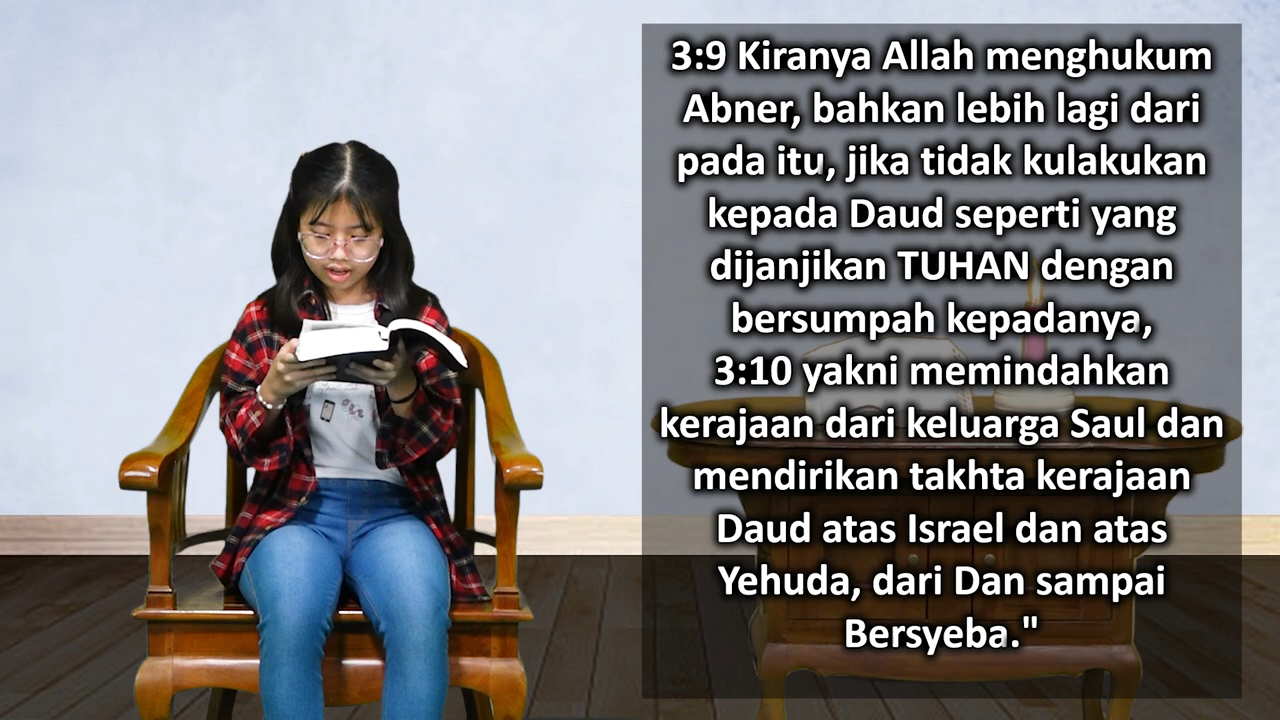 3:9 Kiranya Allah menghukum
Abner, bahkan lebih lagi dari
pada itu, jika tidak kulakukan
kepada Daud seperti yang
dijanjikan TUHAN dengan
bersumpah kepadanya,
3:10 yakni memindahkan
kerajaan dari keluarga Saul dan
mendirikan takhta kerajaan
Daud atas Israel dan atas
Yehuda, dari Dan sampai
Bersyeba."